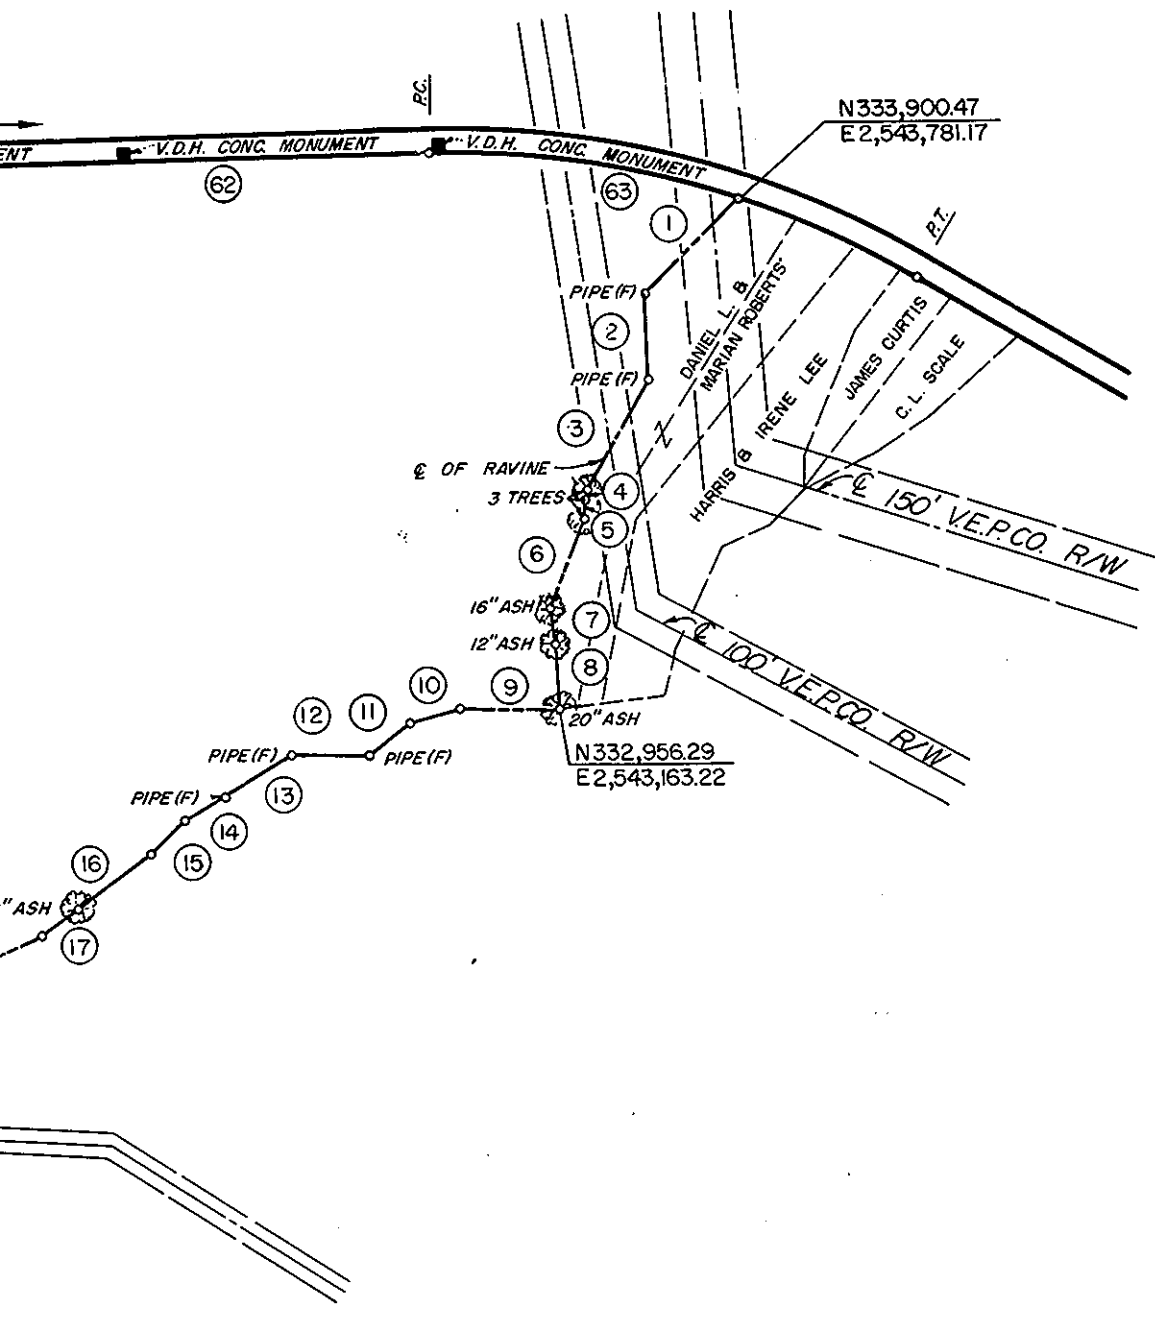 P.C.
N333,900.47
E2,543,781.17
ENT
V.D.H. CONC. MONUMENT
V.D.H. CONC. MONUMENT
62
63
1
P.T.
PIPE(F)
2
DANIEL L. &
MARIAN ROBERTS'
PIPE(F)
JAMES CURTIS
C. L. SCALE
HARRIS & IRENE LEE
3
℄ OF RAVINE
3 TREES
4
5
℄ 150' V.E.P.CO. R/W
6
16" ASH
7
12" ASH
8
℄ 100' V.E.P.CO. R/W
10
9
20" ASH
12
11
PIPE(F)
PIPE(F)
N332,956.29
E2,543,163.22
PIPE(F)
13
14
15
16
" ASH
17